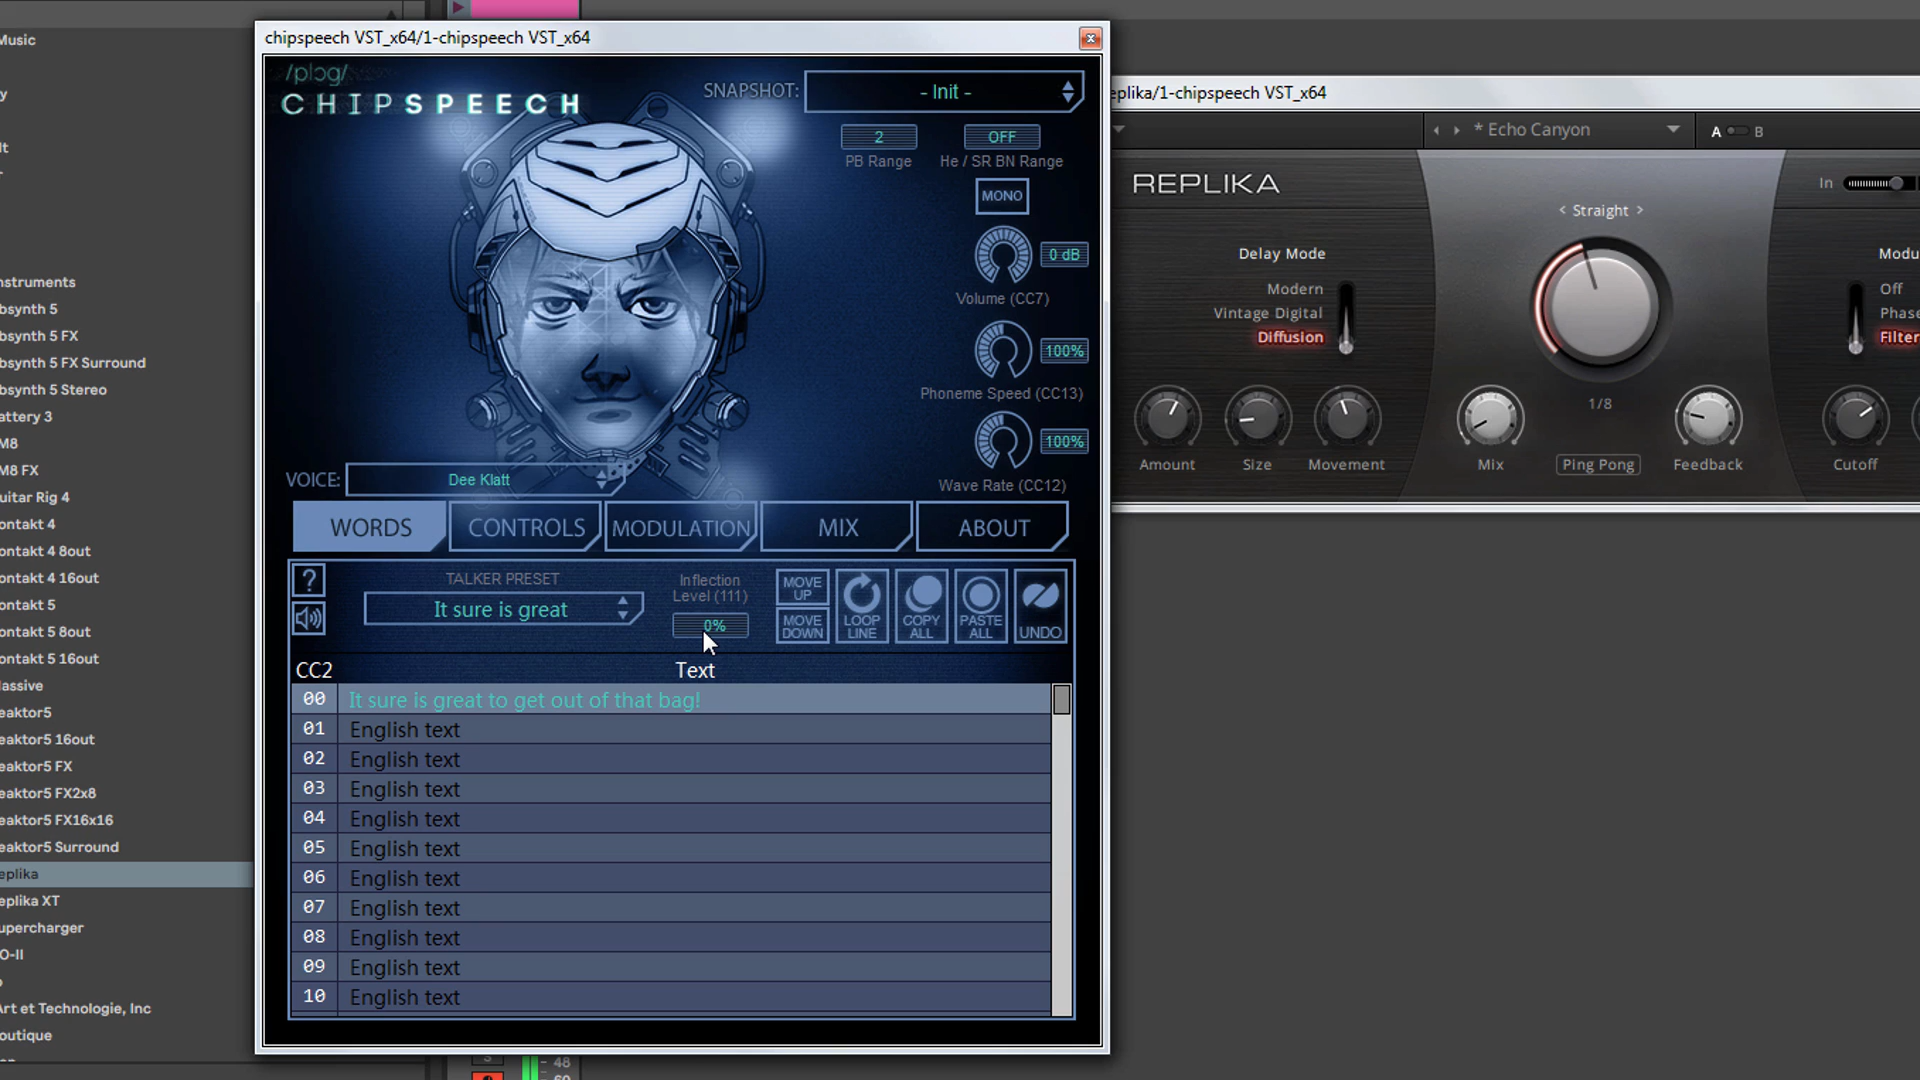 Music
y
lt
r
nstruments
bsynth 5
bsynth 5 FX
bsynth 5 FX Surround
bsynth 5 Stereo
attery 3
M8
M8 FX
uitar Rig 4
ontakt 4
ontakt 4 8out
ontakt 4 16out
ontakt 5
ontakt 5 8out
ontakt 5 16out
lassive
eaktor5
eaktor5 16out
eaktor5 FX
eaktor5 FX2x8
eaktor5 FX16x16
eaktor5 Surround
eplika
eplika XT
upercharger
O-II
Art et Technologie, Inc
outique
chipspeech VST_x64/1-chipspeech VST_x64
/plɔg/
CHIPSPEECH
SNAPSHOT: - Init -
2 OFF
PB Range He / SR BN Range
MONO
0 dB
Volume (CC7)
100%
Phoneme Speed (CC13)
100%
Wave Rate (CC12)
VOICE: Dee Klatt
WORDS CONTROLS MODULATION MIX ABOUT
? TALKER PRESET
It sure is great
Inflection
Level (111)
0%
MOVE UP
MOVE DOWN
LOOP LINE
COPY ALL
PASTE ALL
UNDO
CC2 Text
00 It sure is great to get out of that bag!
01 English text
02 English text
03 English text
04 English text
05 English text
06 English text
07 English text
08 English text
09 English text
10 English text
S
48
60
eplika/1-chipspeech VST_x64
* Echo Canyon A B
REPLIKA
In
< Straight >
Delay Mode
Modern
Vintage Digital
Diffusion
Modu
Off
Phase
Filter
1/8
Amount Size Movement Mix Ping Pong Feedback Cutoff